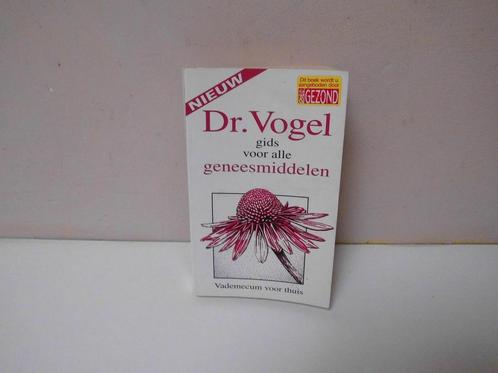 NIEUW
Dit boek wordt u
aangeboden door
GEZOND
Dr. Vogel
gids
voor alle
geneesmiddelen
Vademecum voor thuis